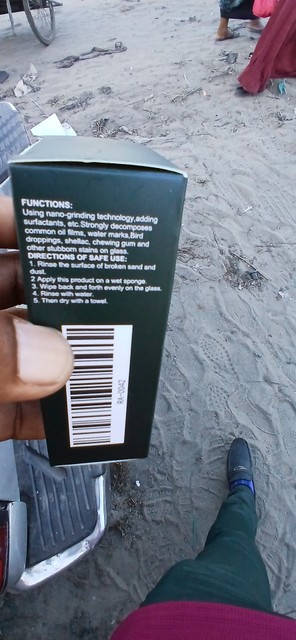 FUNCTIONS:
Using nano-grinding technology,adding
surfactants, etc.Strongly decomposes
common oil films, water marks,Bird
droppings, shellac, chewing gum and
other stubborn stains on glass.
DIRECTIONS OF SAFE USE:
1. Rinse the surface of broken sand and
dust.
2 Apply this product on a wet sponge.
3. Wipe back and forth evenly on the glass.
4. Rinse with water.
5. Then dry with a towel.
RA-0042